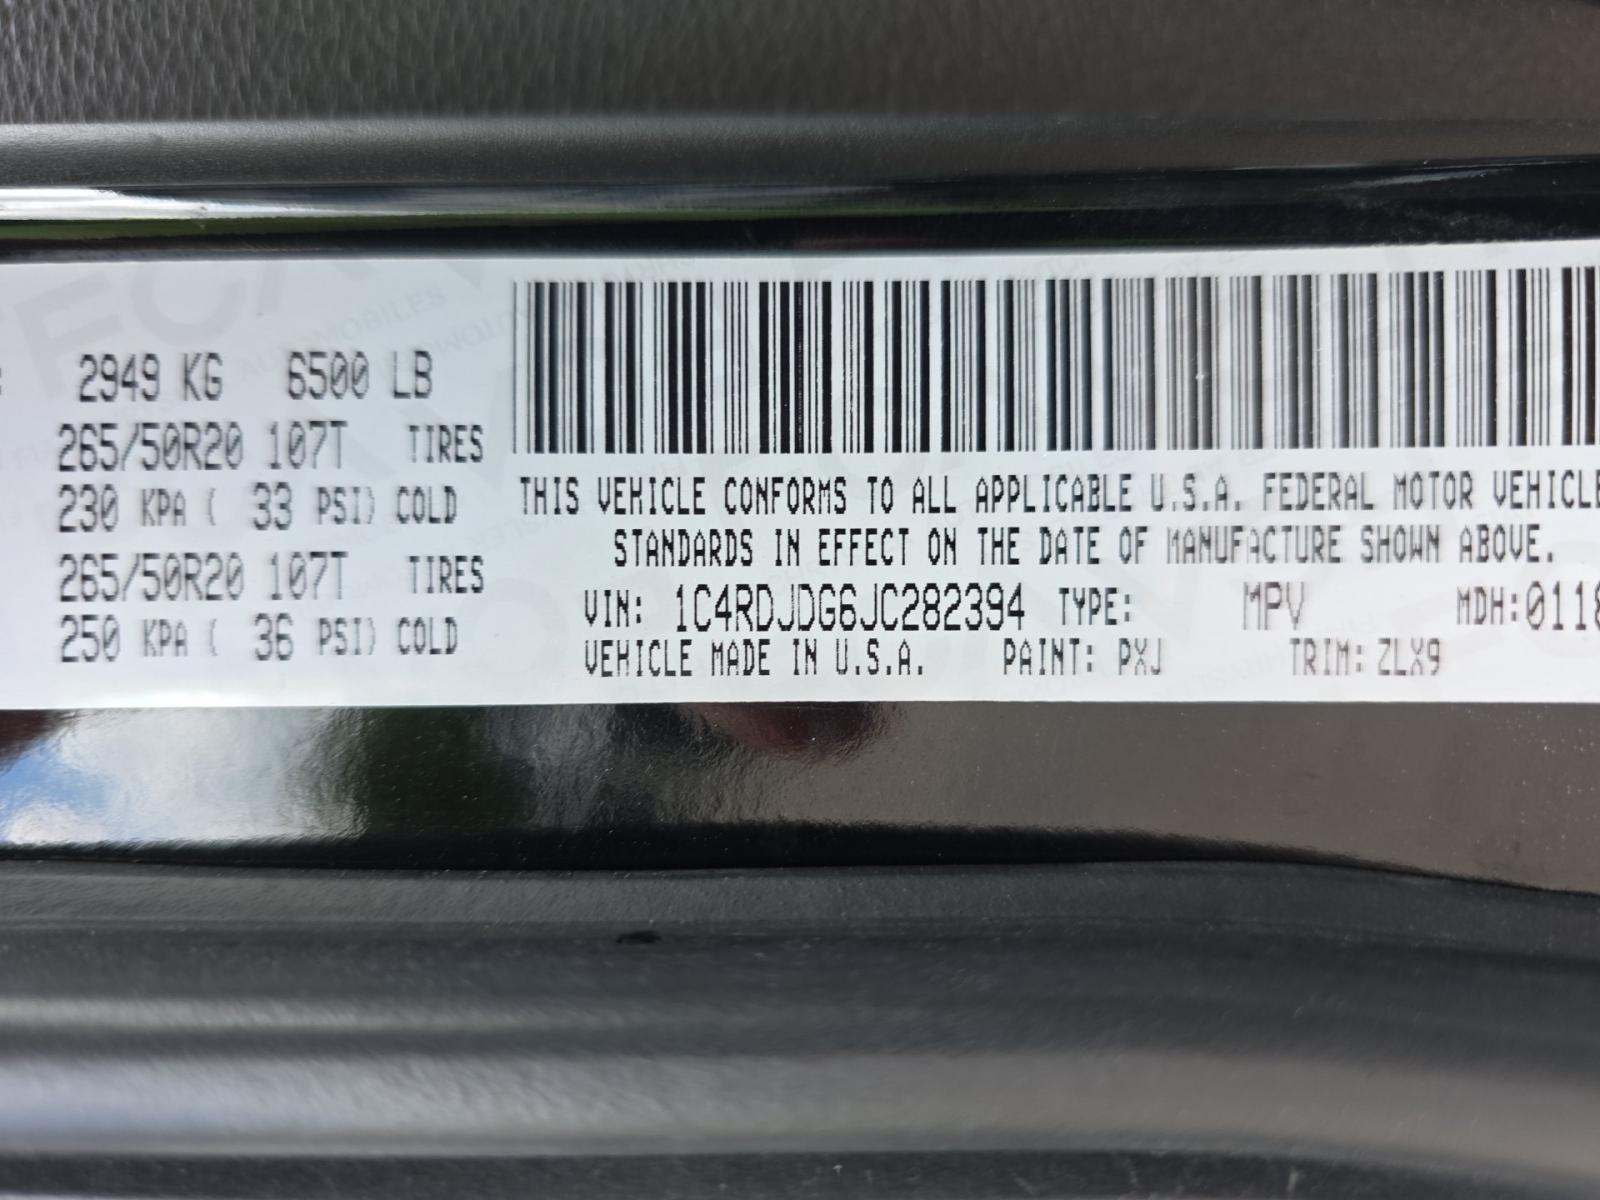 2949 KG 6500 LB
265/50R20 107T TIRES
230 KPA ( 33 PSI) COLD
265/50R20 107T TIRES
250 KPA ( 36 PSI) COLD
THIS VEHICLE CONFORMS TO ALL APPLICABLE U.S.A. FEDERAL MOTOR VEHICLE
STANDARDS IN EFFECT ON THE DATE OF MANUFACTURE SHOWN ABOVE.
VIN: 1C4RDJDG6JC282394 TYPE: MPV MDH:0118
VEHICLE MADE IN U.S.A. PAINT: PXJ TRIM: ZLX9